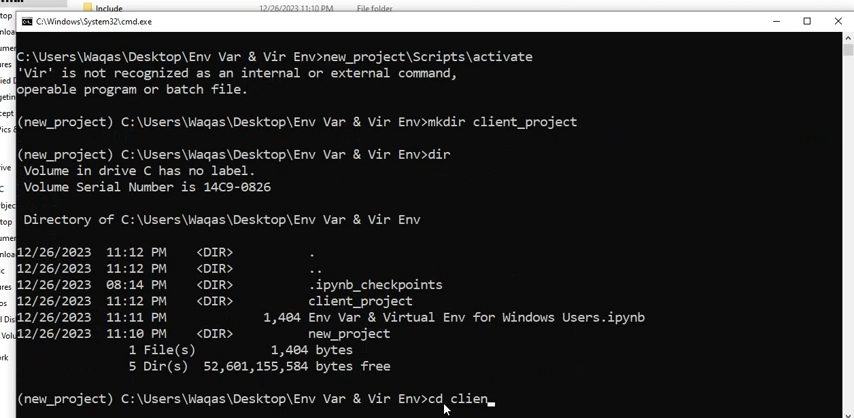 Include 12/26/2023 11:10 PM File folder
C:\Windows\System32\cmd.exe
C:\Users\Waqas\Desktop\Env Var & Vir Env>new_project\Scripts\activate
'Vir' is not recognized as an internal or external command,
operable program or batch file.
(new_project) C:\Users\Waqas\Desktop\Env Var & Vir Env>mkdir client_project
(new_project) C:\Users\Waqas\Desktop\Env Var & Vir Env>dir
Volume in drive C has no label.
Volume Serial Number is 14C9-0826
Directory of C:\Users\Waqas\Desktop\Env Var & Vir Env
12/26/2023 11:12 PM <DIR> .
12/26/2023 11:12 PM <DIR> ..
12/26/2023 08:14 PM <DIR> .ipynb_checkpoints
12/26/2023 11:12 PM <DIR> client_project
12/26/2023 11:11 PM 1,404 Env Var & Virtual Env for Windows Users.ipynb
12/26/2023 11:10 PM <DIR> new_project
1 File(s) 1,404 bytes
5 Dir(s) 52,601,155,584 bytes free
(new_project) C:\Users\Waqas\Desktop\Env Var & Vir Env>cd clien_